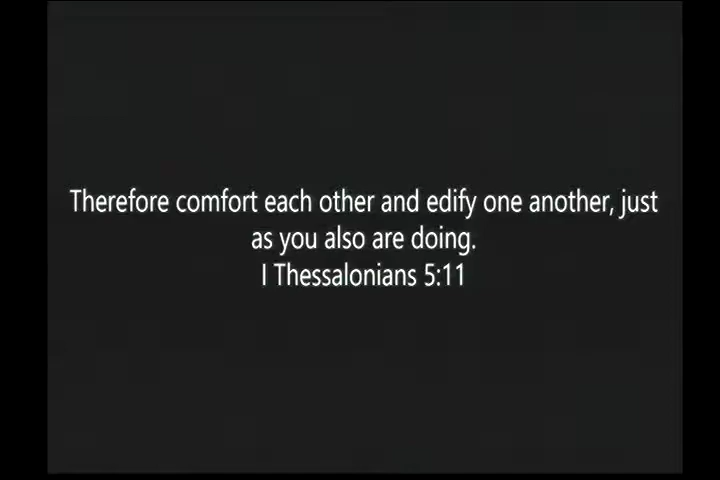 Therefore comfort each other and edify one another, just
as you also are doing.
I Thessalonians 5:11